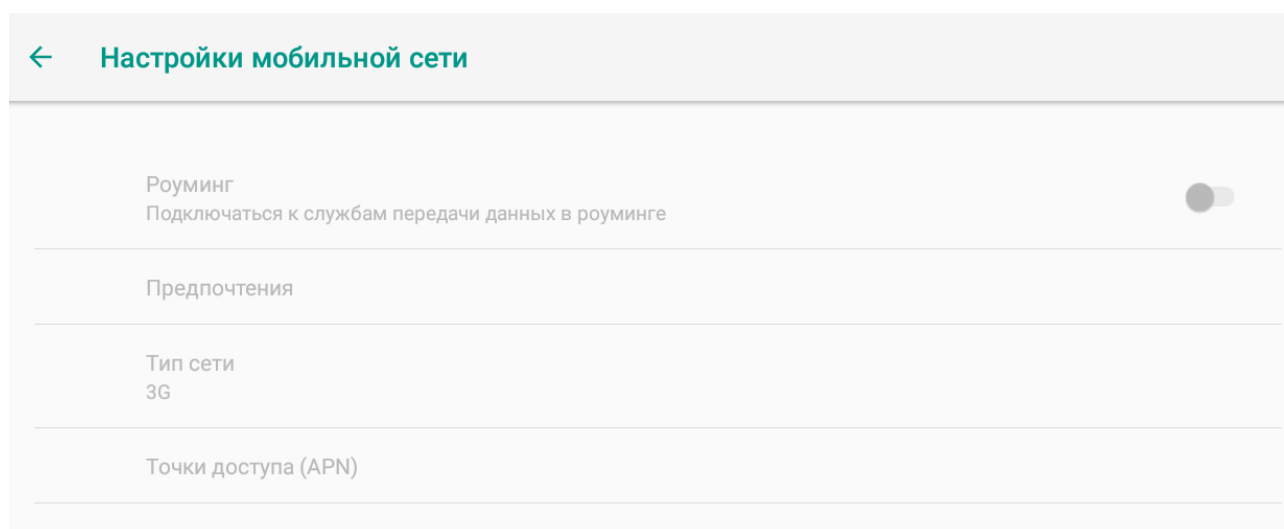 Настройки мобильной сети
Роуминг
Подключаться к службам передачи данных в роуминге
Предпочтения
Тип сети
3G
Точки доступа (APN)